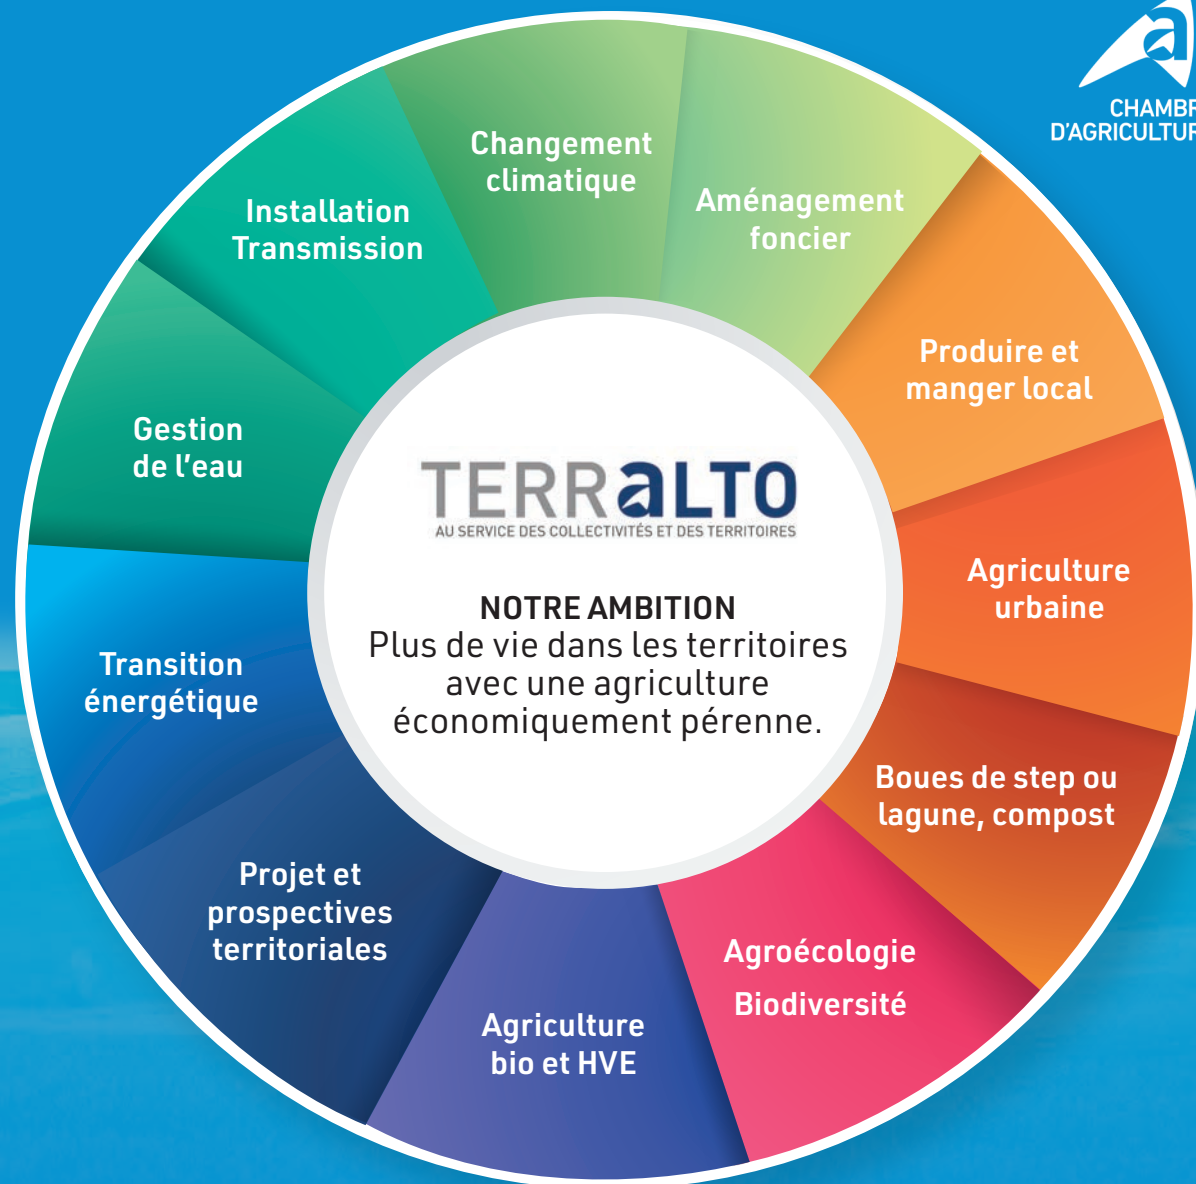 CHAMBR
D'AGRICULTUR
Changement
climatique
Aménagement
foncier
Produire et
manger local
Agriculture
urbaine
Boues de step ou
lagune, compost
Agroécologie
Biodiversité
Agriculture
bio et HVE
Projet et
prospectives
territoriales
Transition
énergétique
Gestion
de l'eau
Installation
Transmission
TERRaLTO
AU SERVICE DES COLLECTIVITÉS ET DES TERRITOIRES
NOTRE AMBITION
Plus de vie dans les territoires
avec une agriculture
économiquement pérenne.